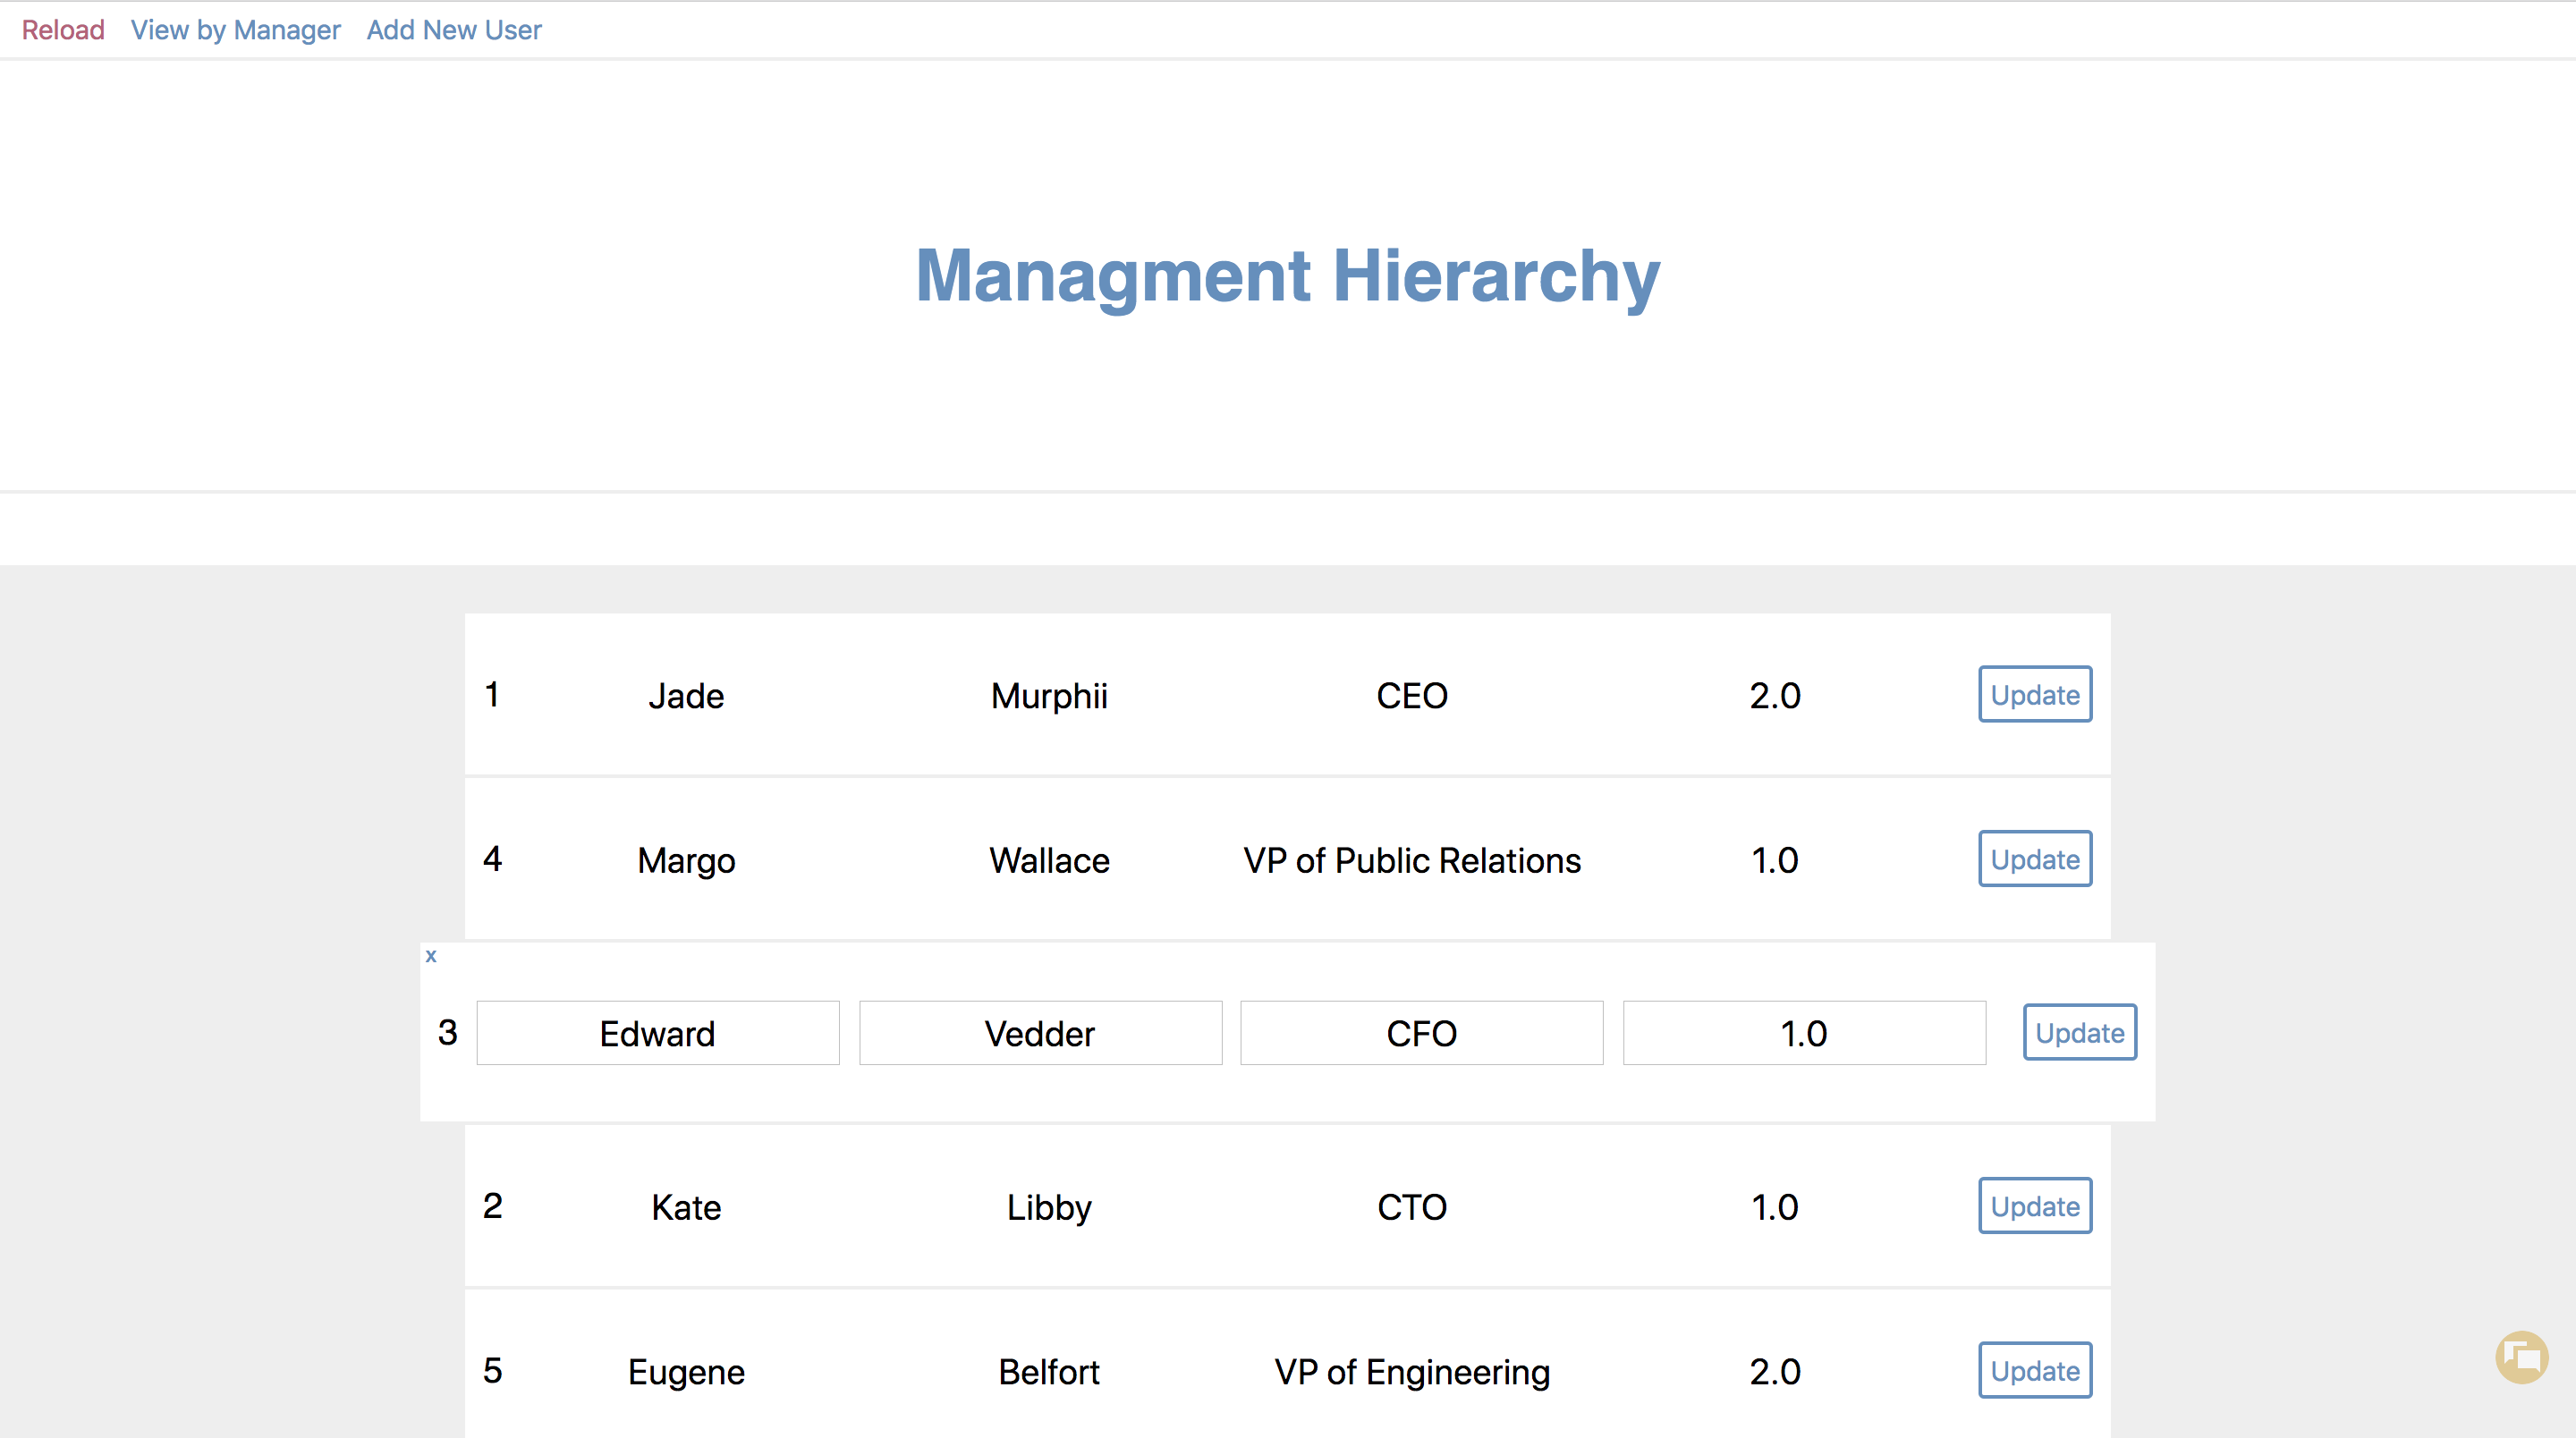 Reload View by Manager Add New User
Managment Hierarchy
1 Jade Murphii CEO 2.0 Update
4 Margo Wallace VP of Public Relations 1.0 Update
x
3 Edward Vedder CFO 1.0 Update
2 Kate Libby CTO 1.0 Update
5 Eugene Belfort VP of Engineering 2.0 Update